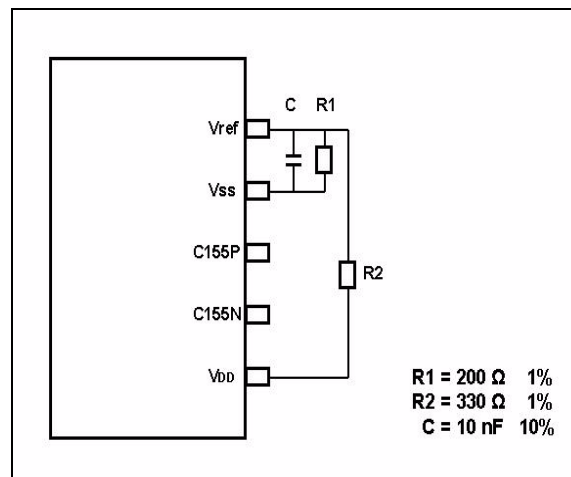 C R1
Vref
Vss
C155P
R2
C155N
VDD
R1 = 200 Ω 1%
R2 = 330 Ω 1%
C = 10 nF 10%